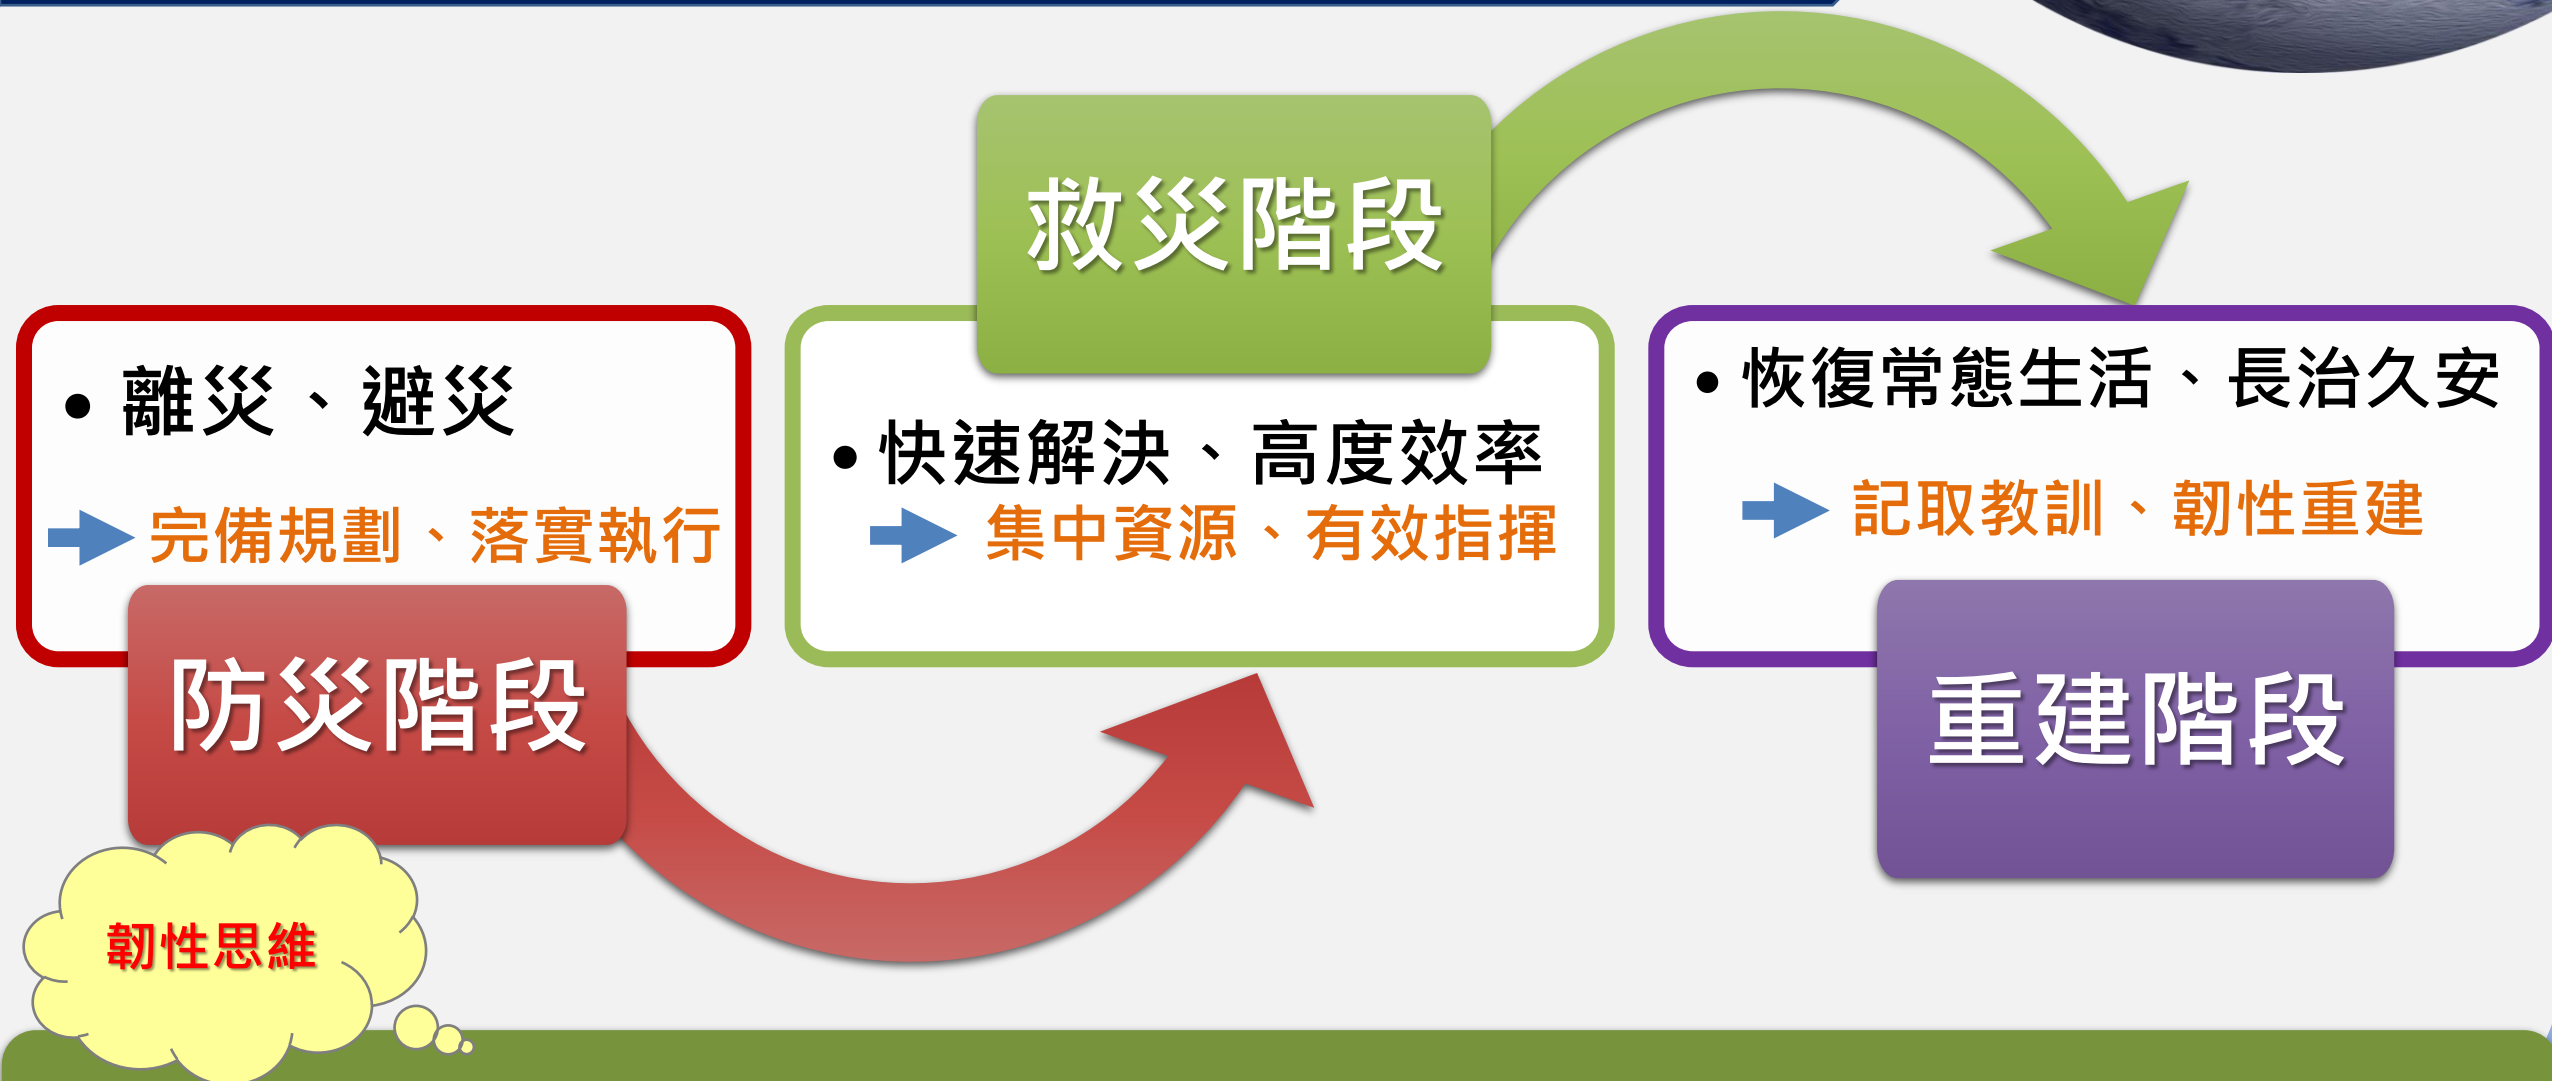 • 離災、避災
完備規劃、落實執行
防災階段
救災階段
• 快速解決、高度效率
集中資源、有效指揮
• 恢復常態生活、長治久安
記取教訓、韌性重建
重建階段
韌性思維